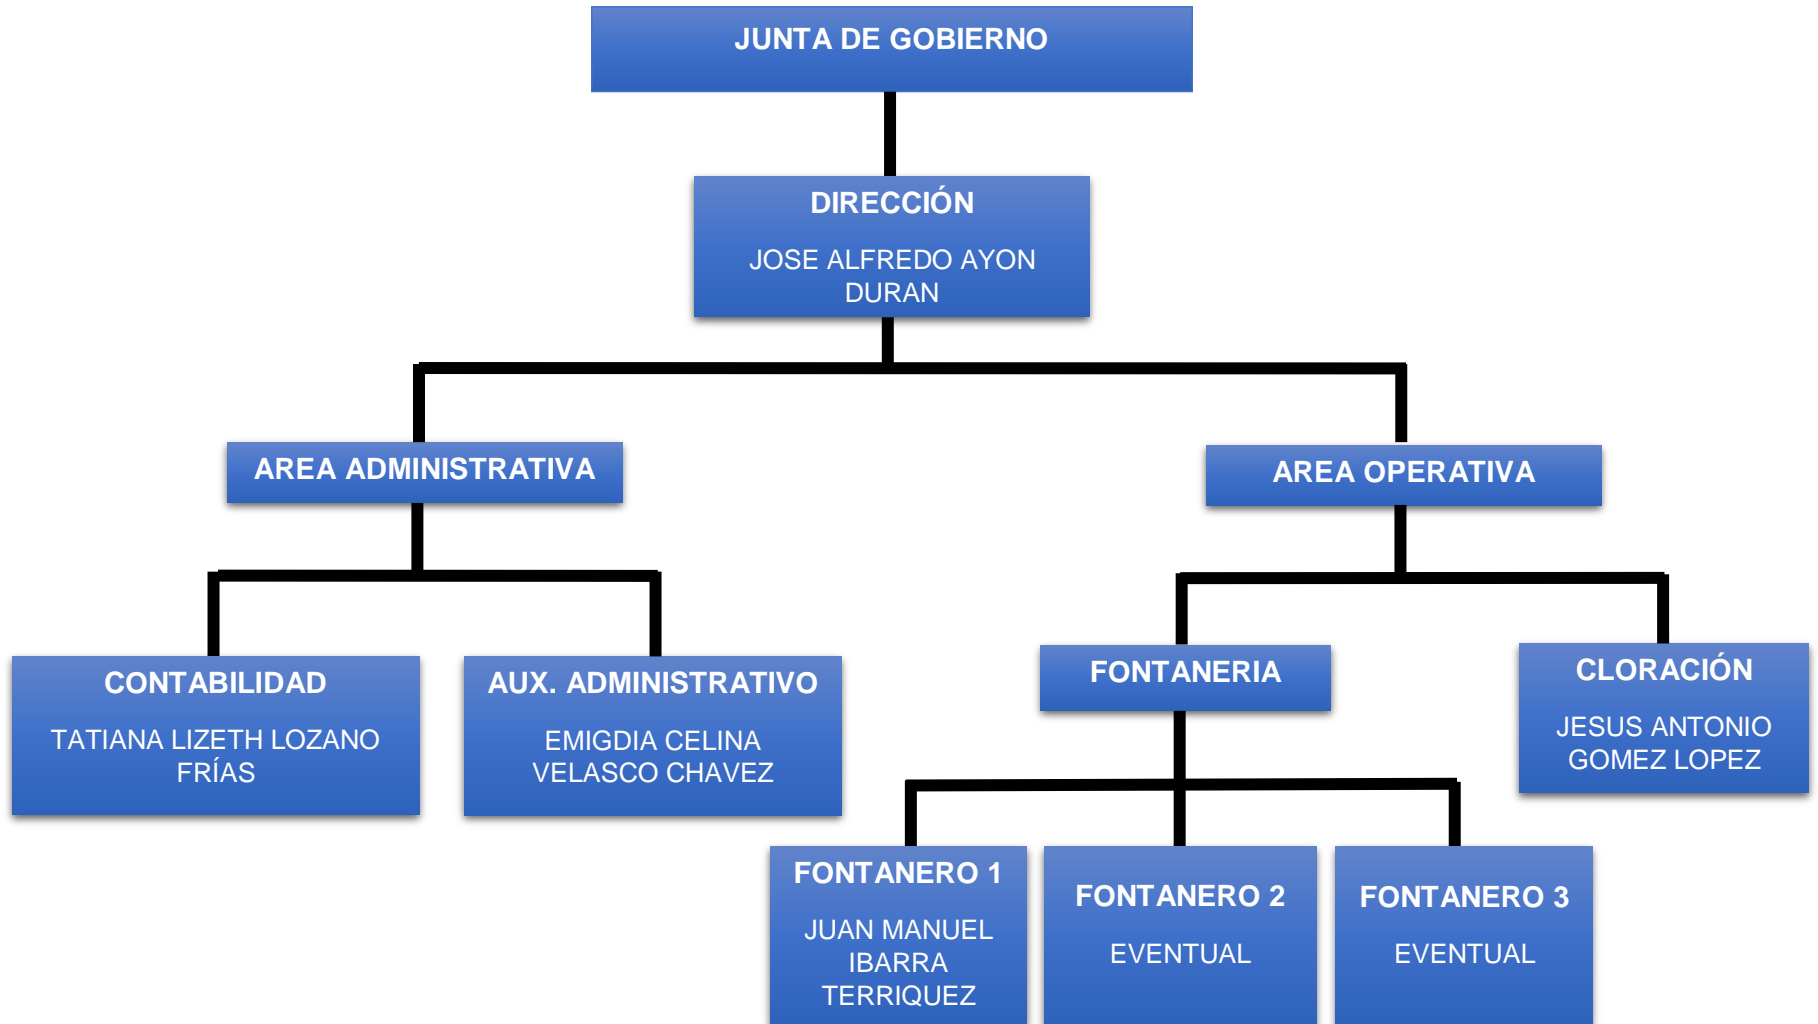 JUNTA DE GOBIERNO
DIRECCIÓN
JOSE ALFREDO AYON
DURAN
AREA ADMINISTRATIVA
AREA OPERATIVA
CONTABILIDAD
TATIANA LIZETH LOZANO
FRÍAS
AUX. ADMINISTRATIVO
EMIGDIA CELINA
VELASCO CHAVEZ
FONTANERIA
CLORACIÓN
JESUS ANTONIO
GOMEZ LOPEZ
FONTANERO 1
JUAN MANUEL
IBARRA
TERRIQUEZ
FONTANERO 2
EVENTUAL
FONTANERO 3
EVENTUAL